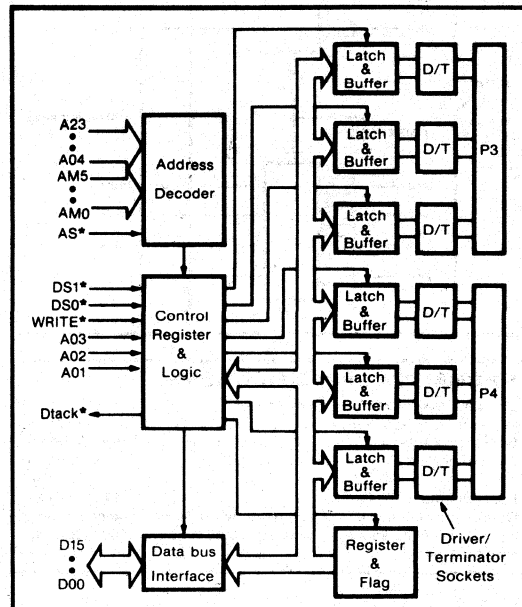 A23
A04
AM5
AM0
AS*
Address
Decoder
DS1*
DS0*
WRITE*
A03
A02
A01
Dtack*
Control
Register
&
Logic
D15
D00
Data bus
Interface
Latch
&
Buffer
D/T
Latch
&
Buffer
D/T
Latch
&
Buffer
D/T
P3
Latch
&
Buffer
D/T
Latch
&
Buffer
D/T
Latch
&
Buffer
D/T
P4
Register
&
Flag
Driver/
Terminator
Sockets